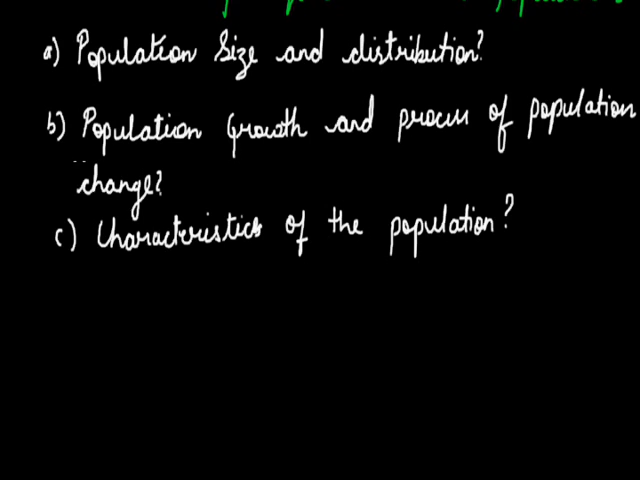 a) Population Size and distribution?
b) Population Growth and process of population
change?
c) Characteristics of the population?